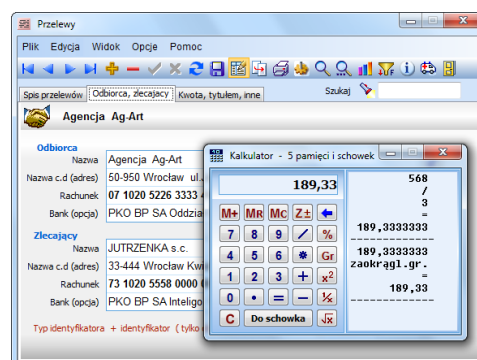 Przelewy
Plik Edycja Widok Opcje Pomoc
Spis przelewów Odbiorca, zlecajacy Kwota, tytułem, inne Szukaj
Agencja Ag-Art
Odbiorca
Nazwa Agencja Ag-Art
Nazwa c.d (adres) 50-950 Wrocław ul.
Rachunek 07 1020 5226 3333
Bank (opcja) PKO BP SA Oddzia
Zlecający
Nazwa JUTRZENKA s.c.
Nazwa c.d (adres) 33-444 Wrocław Kwi
Rachunek 73 1020 5558 0000
Bank (opcja) PKO BP SA Inteligo
Typ identyfikatora + identyfikator ( tylko
Kalkulator - 5 pamięci i schowek
189,33
M+ MR MC Z±
7 8 9 / %
4 5 6 * Gr
1 2 3 + x²
0 • = − ⅟x
C Do schowka √x
568
/
3
=
189,3333333
--------------
189,3333333
zaokrągl.gr.
=
189,33
--------------